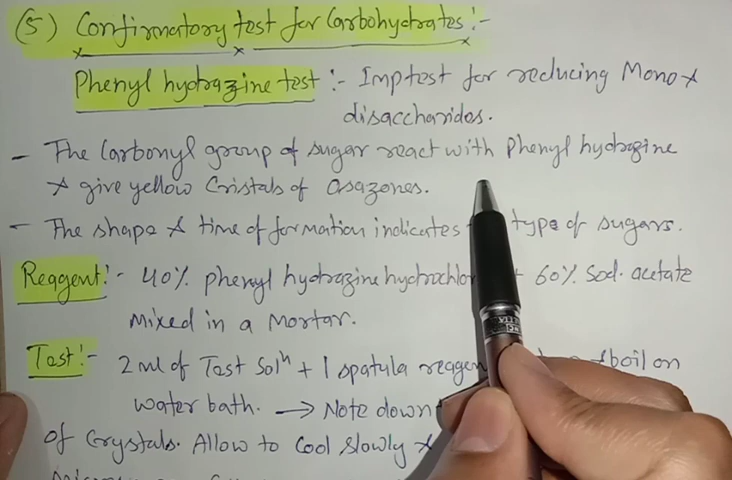 (5) Confirmatory test for Carbohydrates:-
Phenyl hydrazine test :- Imp test for reducing Mono &
disaccharides.
- The Carbonyl group of sugar react with Phenyl hydrazine
& give yellow Cristals of Osazones.
- The shape & time of formation indicates type of sugars.
Reagent:- 40% phenyl hydrazine hydrochlor + 60% Sod. acetate
Mixed in a Mortar.
Test:- 2 ml of Test Solⁿ + 1 spatula reagen boil on
Water bath. → Note down
of Crystals. Allow to Cool slowly &